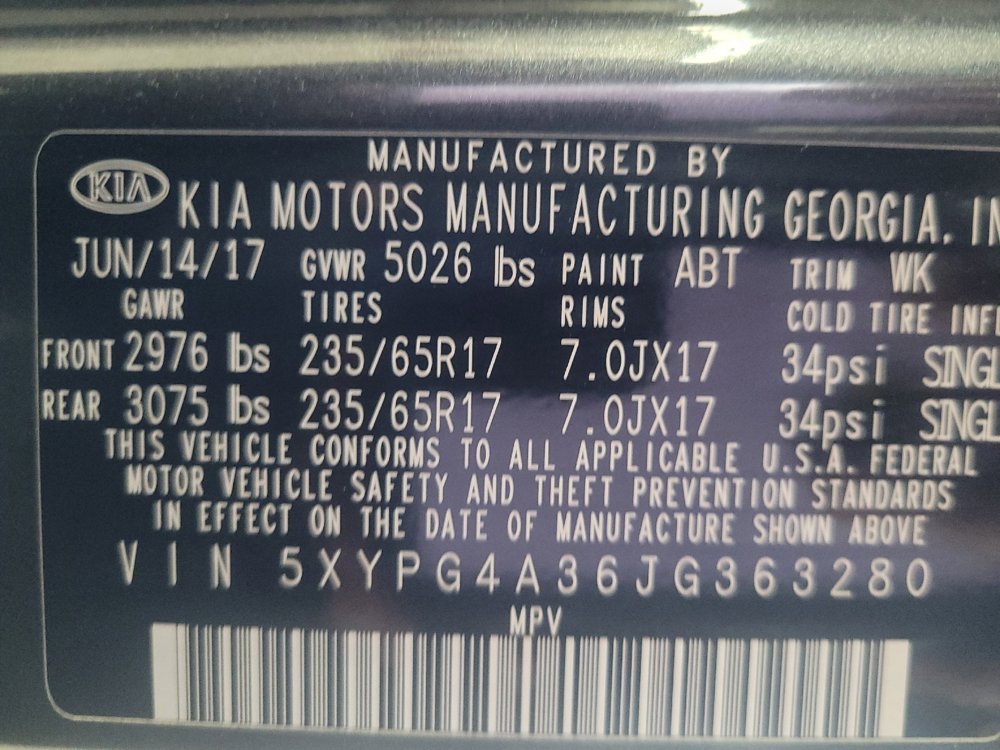 MANUFACTURED BY
KIA KIA MOTORS MANUFACTURING GEORGIA.
JUN/14/17 GVWR 5026 lbs PAINT ABT TRIM WK
GAWR TIRES RIMS COLD TIRE
FRONT 2976 lbs 235/65R17 7.0JX17 34psi SINGL
REAR 3075 lbs 235/65R17 7.0JX17 34psi SINGL
THIS VEHICLE CONFORMS TO ALL APPLICABLE U.S.A. FEDERAL
MOTOR VEHICLE SAFETY AND THEFT PREVENTION STANDARDS
IN EFFECT ON THE DATE OF MANUFACTURE SHOWN ABOVE
VIN 5XYPG4A36JG363280
MPV